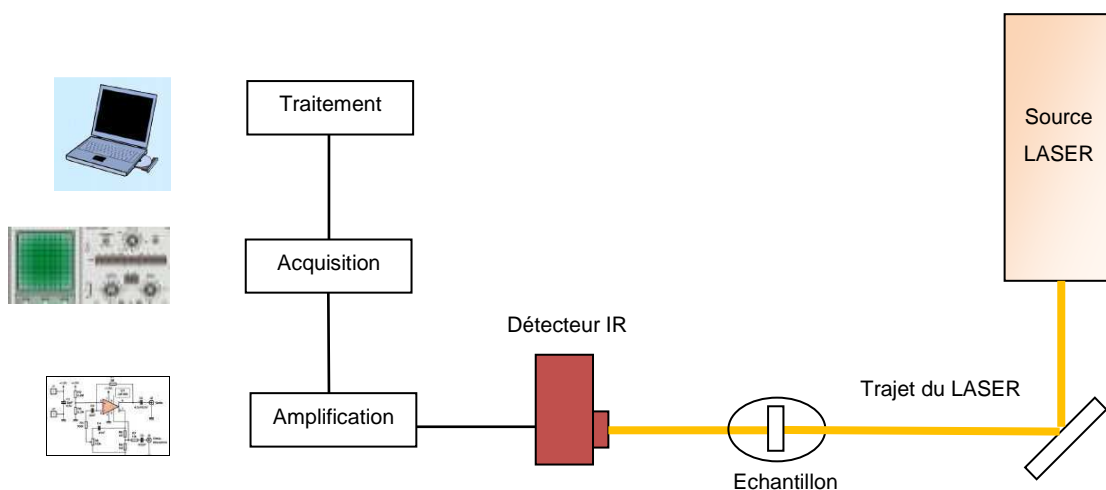 Traitement
Source
LASER
Acquisition
Détecteur IR
Trajet du LASER
Amplification
Echantillon